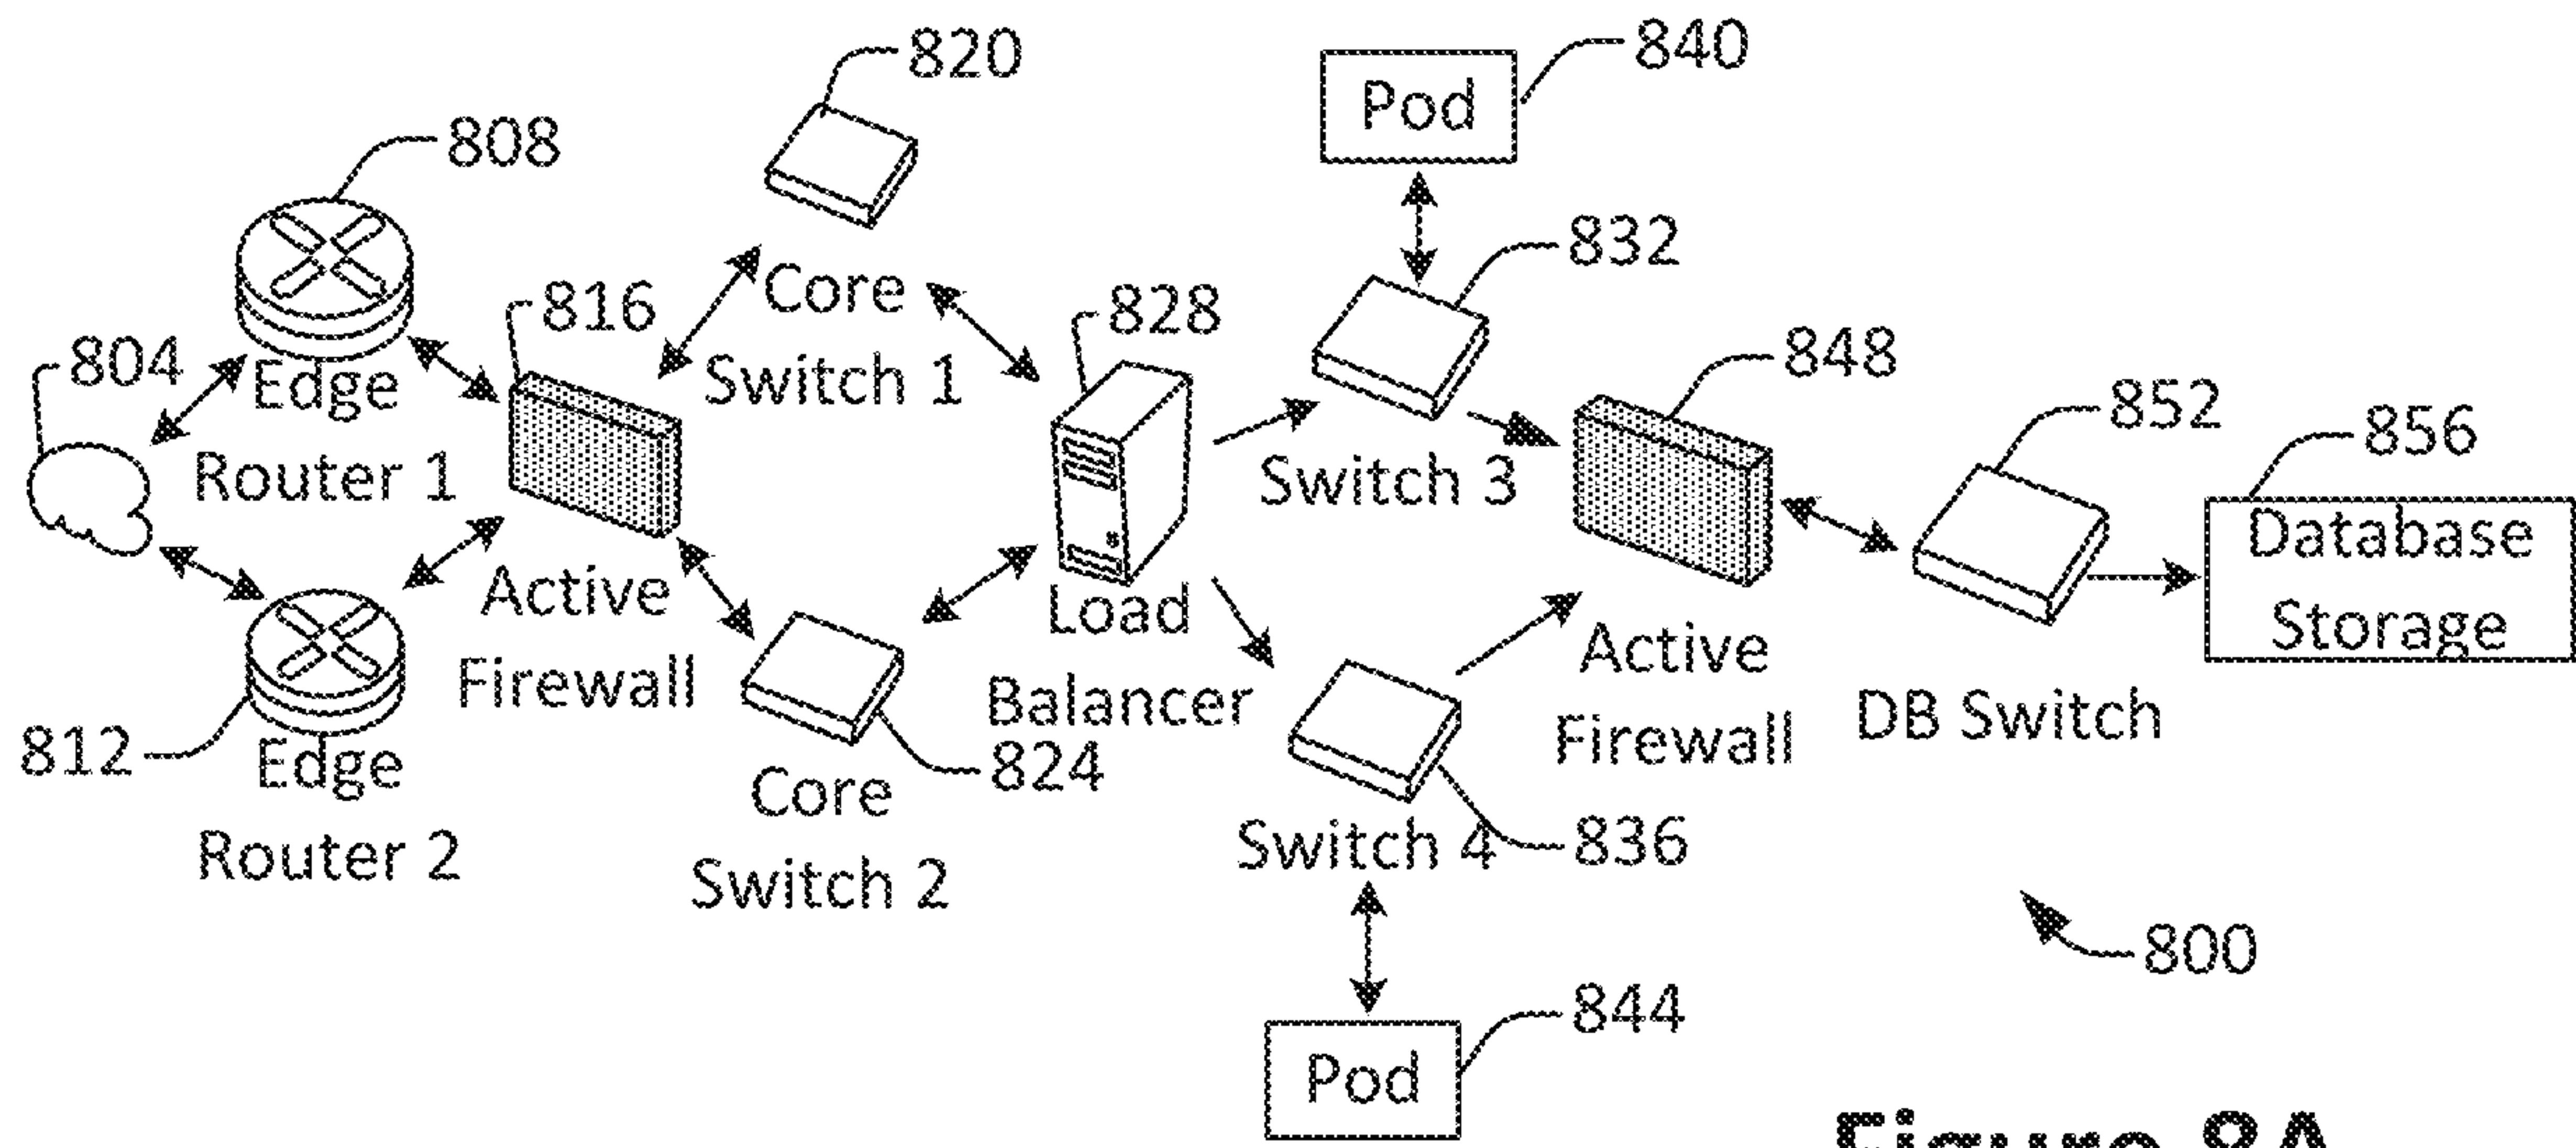 820
840
Pod
808
832
816
Core
Switch 1
828
804
Edge
Router 1
848
852
856
Switch 3
Database
Storage
Active
Firewall
Load
Balancer
Active
Firewall
DB Switch
812
Edge
Router 2
824
Core
Switch 2
Switch 4
836
800
844
Pod
Figure 8A